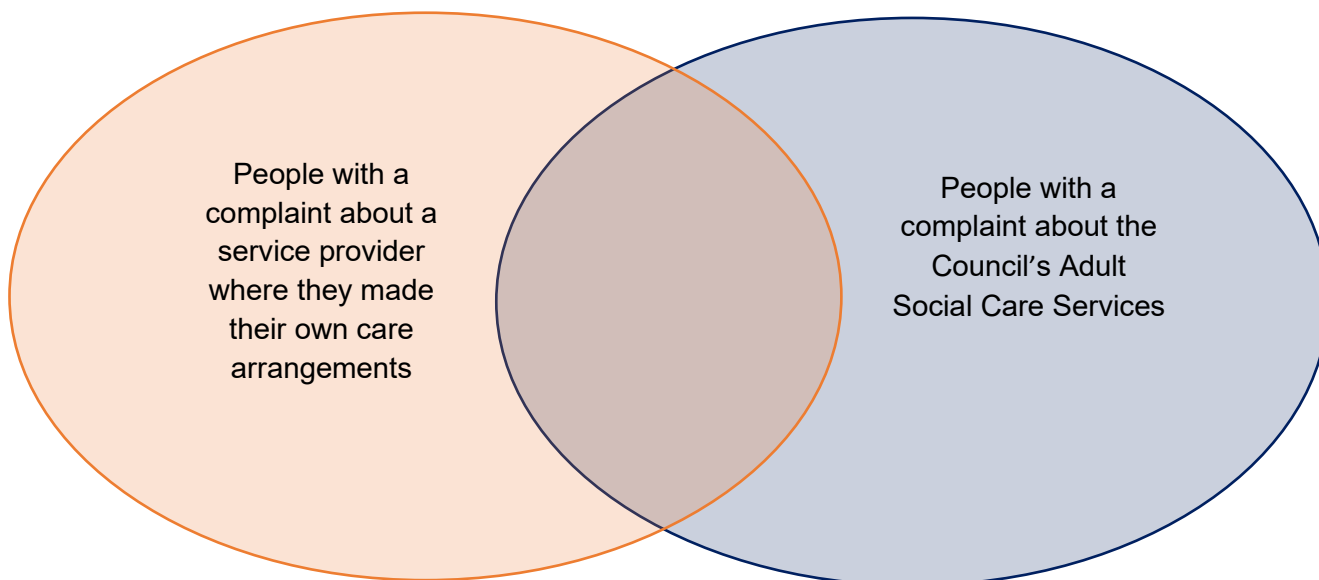 People with a
complaint about a
service provider
where they made
their own care
arrangements
People with a
complaint about the
Council’s Adult
Social Care Services